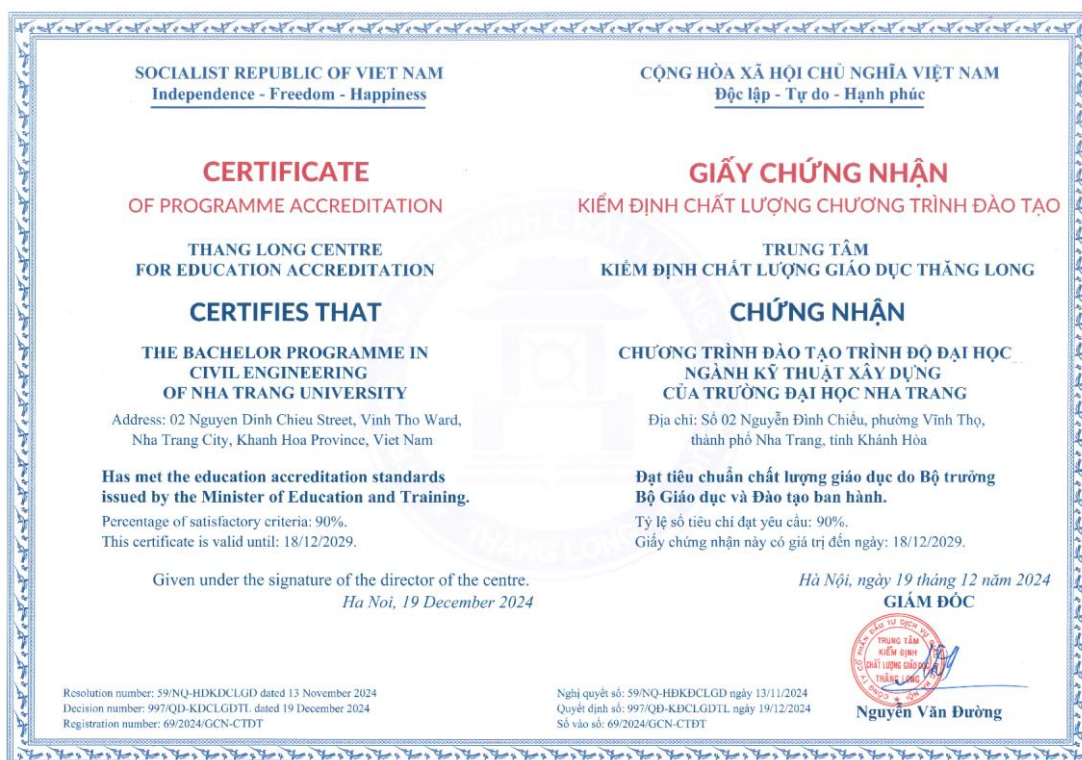 SOCIALIST REPUBLIC OF VIET NAM
Independence - Freedom - Happiness
CERTIFICATE
OF PROGRAMME ACCREDITATION
THANG LONG CENTRE
FOR EDUCATION ACCREDITATION
CERTIFIES THAT
THE BACHELOR PROGRAMME IN
CIVIL ENGINEERING
OF NHA TRANG UNIVERSITY
Address: 02 Nguyen Dinh Chieu Street, Vinh Tho Ward,
Nha Trang City, Khanh Hoa Province, Viet Nam
Has met the education accreditation standards
issued by the Minister of Education and Training.
Percentage of satisfactory criteria: 90%.
This certificate is valid until: 18/12/2029.
Given under the signature of the director of the centre.
Ha Noi, 19 December 2024
Resolution number: 59/NQ-HDKDCLGD dated 13 November 2024
Decision number: 997/QD-KDCLGDTL dated 19 December 2024
Registration number: 69/2024/GCN-CTDT
CỘNG HÒA XÃ HỘI CHỦ NGHĨA VIỆT NAM
Độc lập - Tự do - Hạnh phúc
GIẤY CHỨNG NHẬN
KIỂM ĐỊNH CHẤT LƯỢNG CHƯƠNG TRÌNH ĐÀO TẠO
TRUNG TÂM
KIỂM ĐỊNH CHẤT LƯỢNG GIÁO DỤC THĂNG LONG
CHỨNG NHẬN
CHƯƠNG TRÌNH ĐÀO TẠO TRÌNH ĐỘ ĐẠI HỌC
NGÀNH KỸ THUẬT XÂY DỰNG
CỦA TRƯỜNG ĐẠI HỌC NHA TRANG
Địa chỉ: Số 02 Nguyễn Đình Chiểu, phường Vĩnh Thọ,
thành phố Nha Trang, tỉnh Khánh Hòa
Đạt tiêu chuẩn chất lượng giáo dục do Bộ trưởng
Bộ Giáo dục và Đào tạo ban hành.
Tỷ lệ số tiêu chí đạt yêu cầu: 90%.
Giấy chứng nhận này có giá trị đến ngày: 18/12/2029.
Hà Nội, ngày 19 tháng 12 năm 2024
GIÁM ĐỐC
TRUNG TÂM
KIỂM ĐỊNH
CHẤT LƯỢNG GIÁO DỤC
THĂNG LONG
Nguyễn Văn Đường
Nghị quyết số: 59/NQ-HĐKĐCLGD ngày 13/11/2024
Quyết định số: 997/QĐ-KĐCLGDTL ngày 19/12/2024
Số vào sổ: 69/2024/GCN-CTĐT